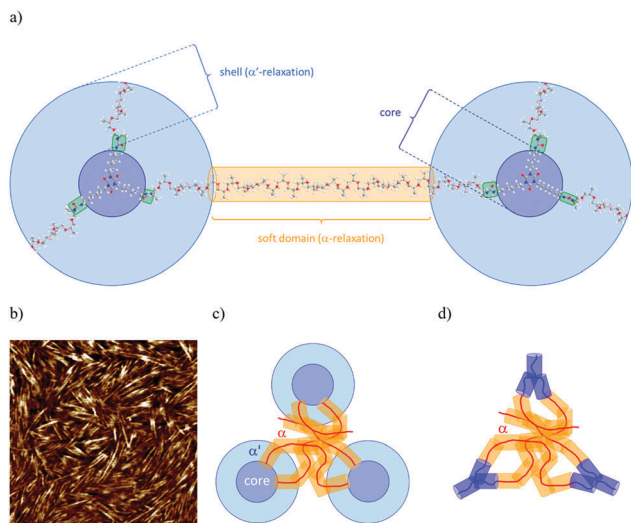 a)
shell (α'-relaxation)
core
soft domain (α-relaxation)
b)
c)
d)
α
α'
core
α